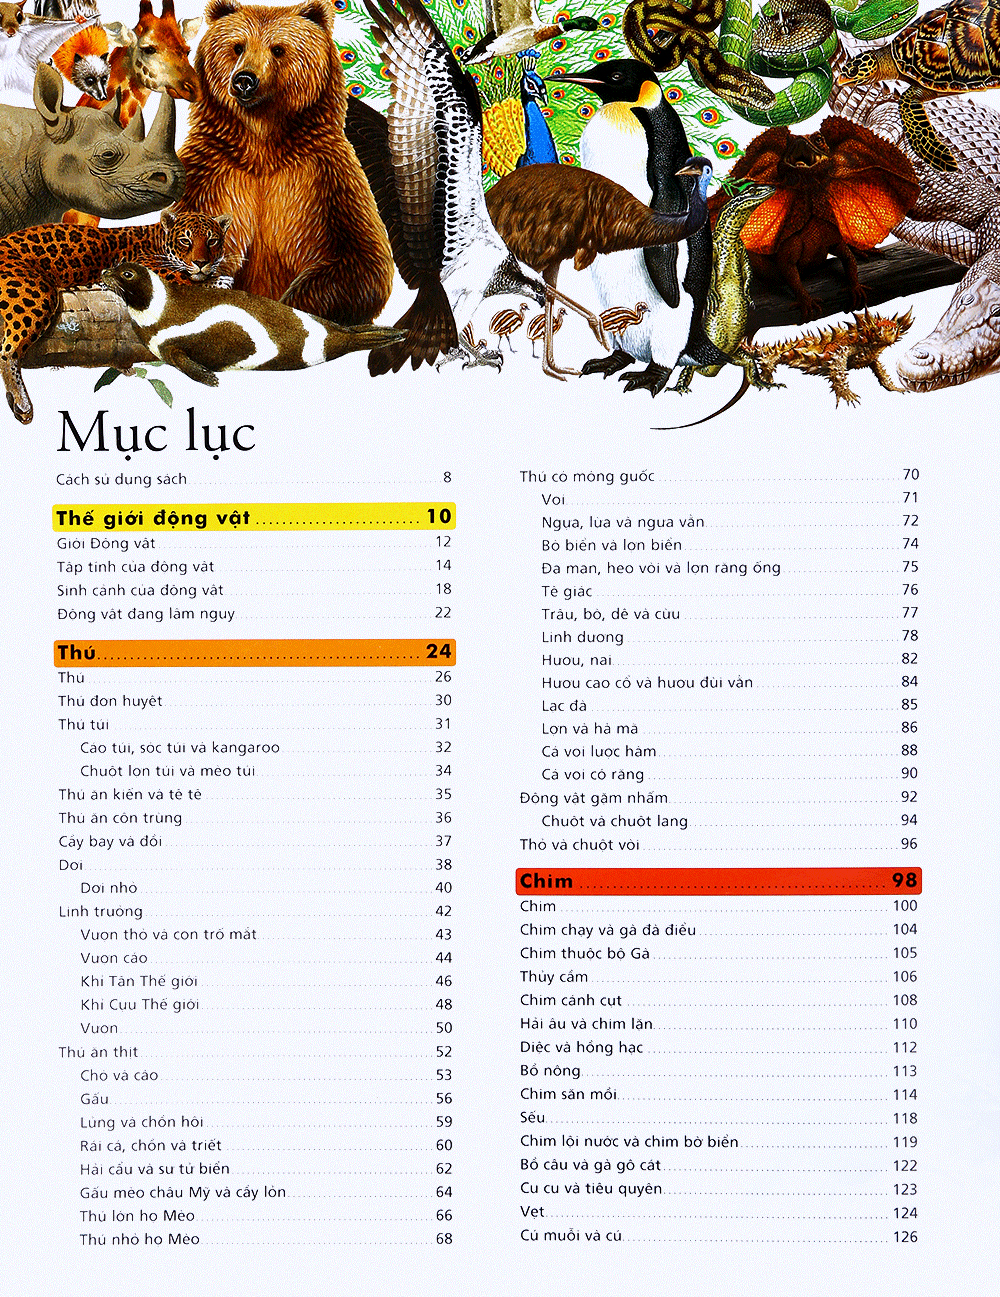 Mục lục
Cách sử dụng sách 8
Thế giới động vật 10
Giới Động vật 12
Tập tính của động vật 14
Sinh cảnh của động vật 18
Động vật đang lâm nguy 22
Thú 24
Thú 26
Thú đơn huyệt 30
Thú túi 31
Cáo túi, sóc túi và kangaroo 32
Chuột lợn túi và mèo túi 34
Thú ăn kiến và tê tê 35
Thú ăn côn trùng 36
Cầy bay và đồi 37
Dơi 38
Dơi nhỏ 40
Linh trưởng 42
Vượn thỏ và con trố mắt 43
Vượn cáo 44
Khỉ Tân Thế giới 46
Khỉ Cựu Thế giới 48
Vượn 50
Thú ăn thịt 52
Chó và cáo 53
Gấu 56
Lửng và chồn hôi 59
Rái cá, chồn và triết 60
Hải cẩu và sư tử biển 62
Gấu mèo châu Mỹ và cầy lỏn 64
Thú lớn họ Mèo 66
Thú nhỏ họ Mèo 68
Thú có móng guốc 70
Voi 71
Ngựa, lừa và ngựa vằn 72
Bò biển và lợn biển 74
Đa man, heo vòi và lợn răng ống 75
Tê giác 76
Trâu, bò, dê và cừu 77
Linh dương 78
Hươu, nai 82
Hươu cao cổ và hươu đùi vằn 84
Lạc đà 85
Lợn và hà mã 86
Cá voi lược hàm 88
Cá voi có răng 90
Động vật gặm nhấm 92
Chuột và chuột lang 94
Thỏ và chuột vòi 96
Chim 98
Chim 100
Chim chạy và gà đà điểu 104
Chim thuộc bộ Gà 105
Thủy cầm 106
Chim cánh cụt 108
Hải âu và chim lặn 110
Diệc và hồng hạc 112
Bồ nông 113
Chim săn mồi 114
Sếu 118
Chim lội nước và chim bờ biển 119
Bồ câu và gà gô cát 122
Cu cu và tiêu quyên 123
Vẹt 124
Cú muỗi và cú 126